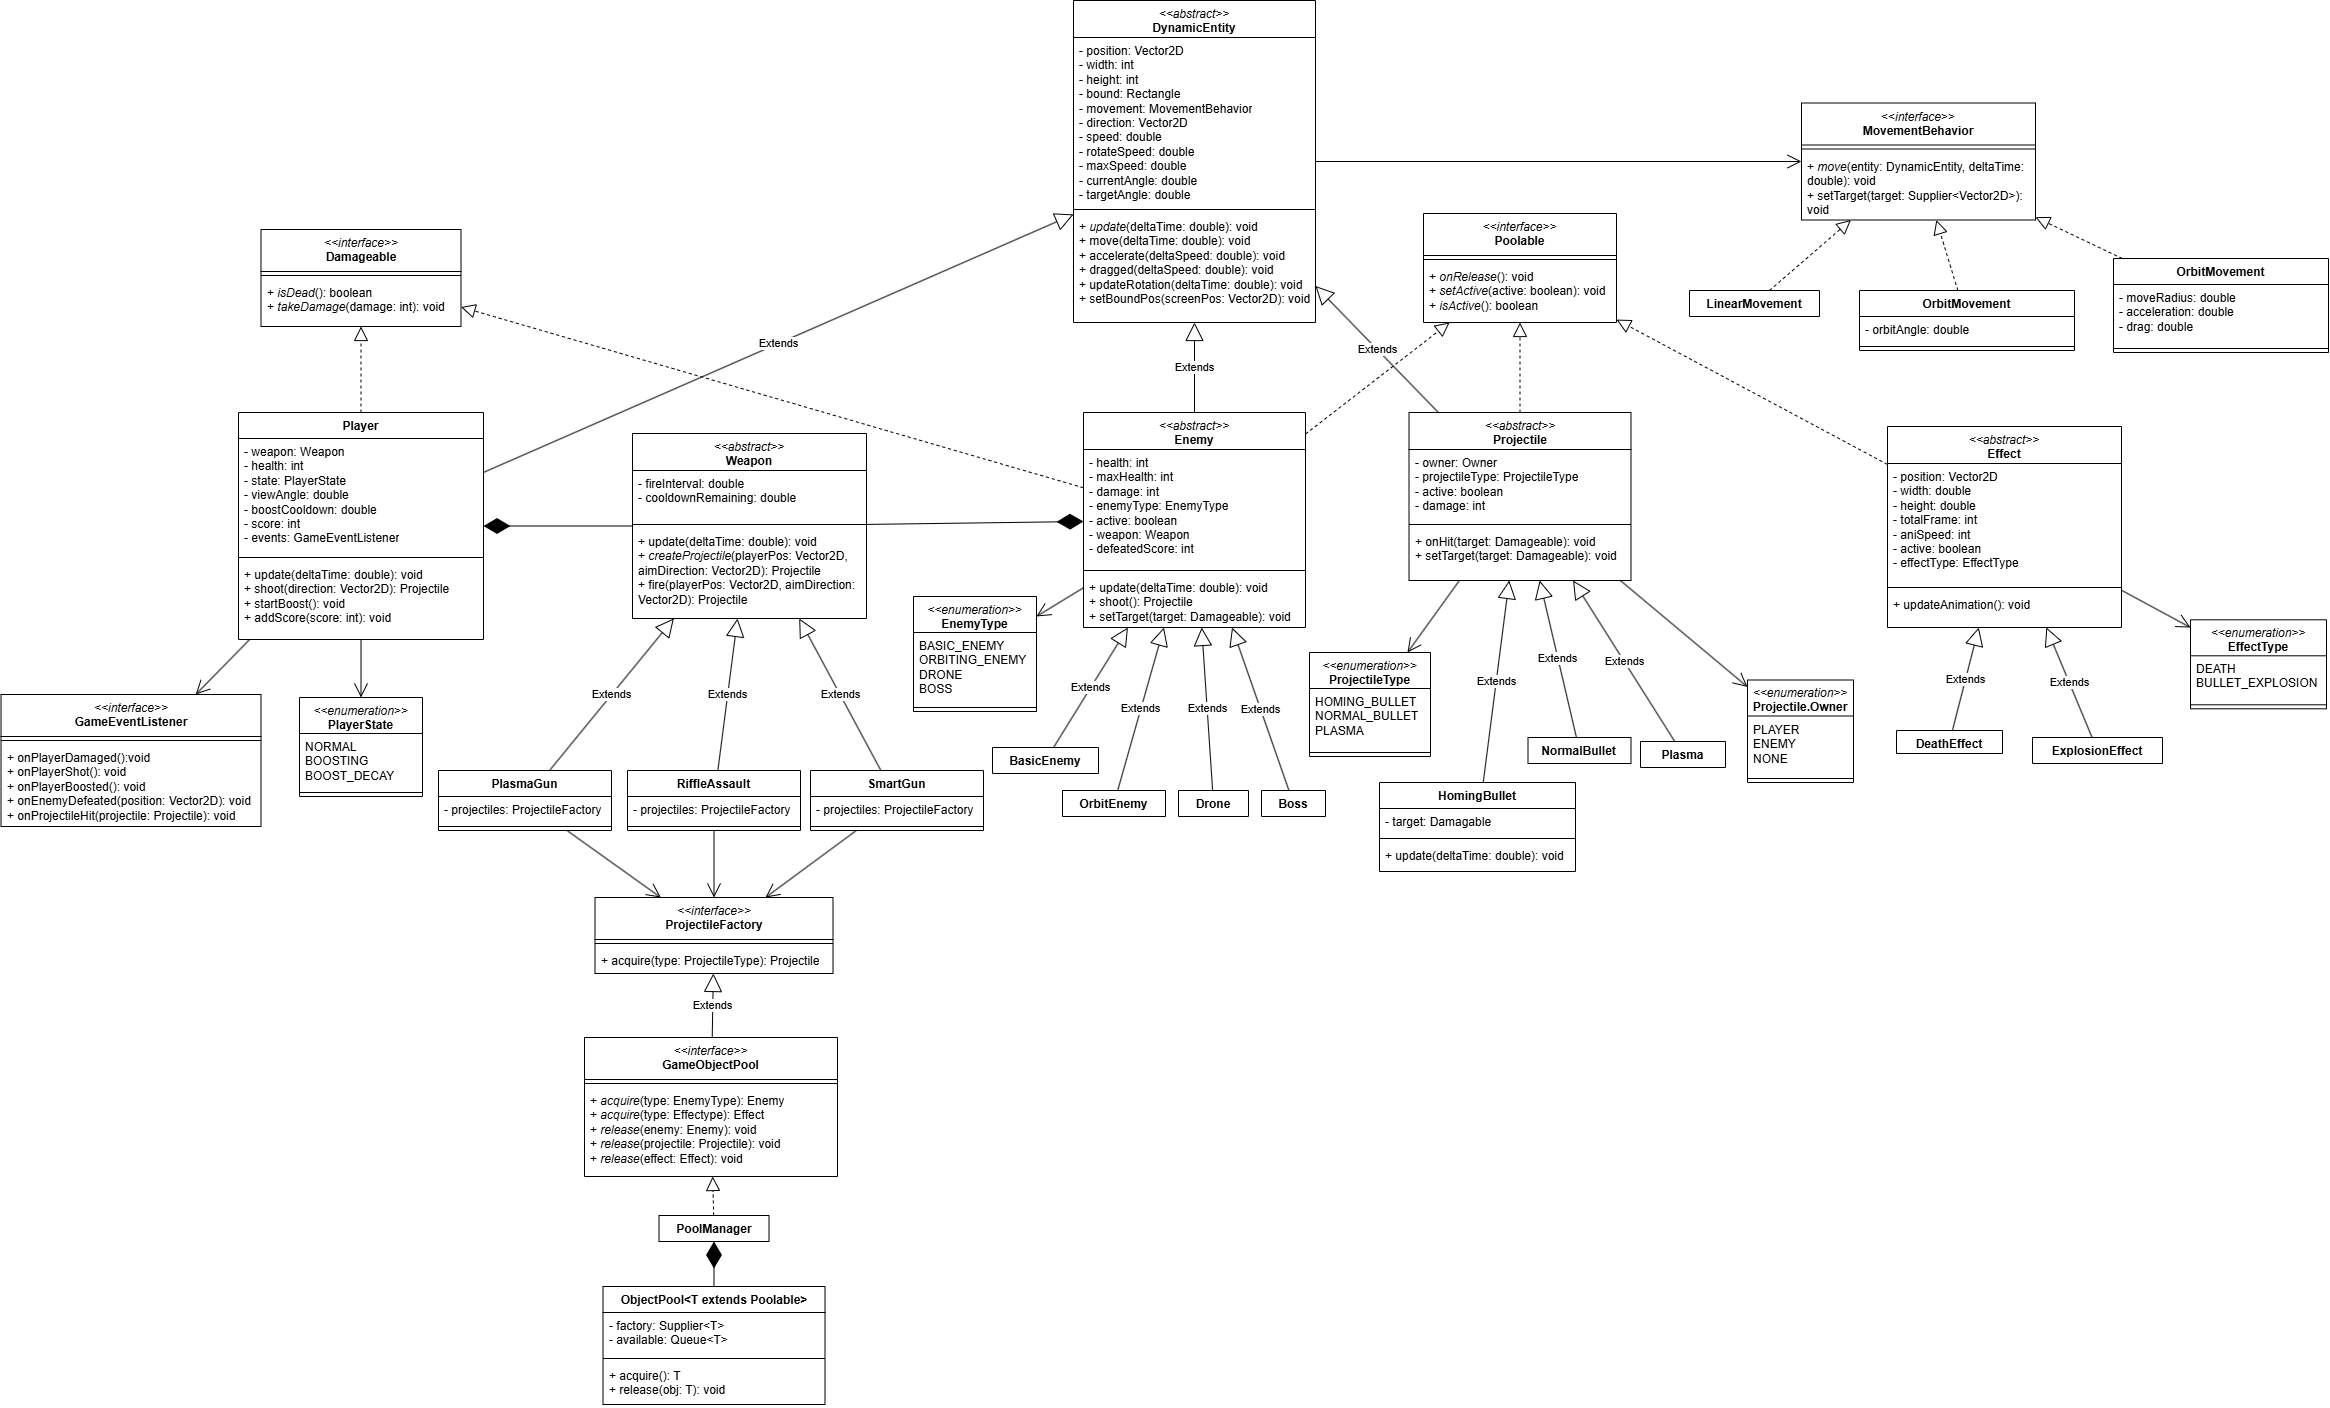 <<abstract>>
DynamicEntity
- position: Vector2D
- width: int
- height: int
- bound: Rectangle
- movement: MovementBehavior
- direction: Vector2D
- speed: double
- rotateSpeed: double
- maxSpeed: double
- currentAngle: double
- targetAngle: double
+ update(deltaTime: double): void
+ move(deltaTime: double): void
+ accelerate(deltaSpeed: double): void
+ dragged(deltaSpeed: double): void
+ updateRotation(deltaTime: double): void
+ setBoundPos(screenPos: Vector2D): void
<<interface>>
MovementBehavior
+ move(entity: DynamicEntity, deltaTime:
double): void
+ setTarget(target: Supplier<Vector2D>):
void
<<interface>>
Damageable
+ isDead(): boolean
+ takeDamage(damage: int): void
<<interface>>
Poolable
+ onRelease(): void
+ setActive(active: boolean): void
+ isActive(): boolean
LinearMovement
OrbitMovement
- orbitAngle: double
OrbitMovement
- moveRadius: double
- acceleration: double
- drag: double
Extends
Extends
Extends
Player
- weapon: Weapon
- health: int
- state: PlayerState
- viewAngle: double
- boostCooldown: double
- score: int
- events: GameEventListener
+ update(deltaTime: double): void
+ shoot(direction: Vector2D): Projectile
+ startBoost(): void
+ addScore(score: int): void
<<abstract>>
Weapon
- fireInterval: double
- cooldownRemaining: double
+ update(deltaTime: double): void
+ createProjectile(playerPos: Vector2D,
aimDirection: Vector2D): Projectile
+ fire(playerPos: Vector2D, aimDirection:
Vector2D): Projectile
<<abstract>>
Enemy
- health: int
- maxHealth: int
- damage: int
- enemyType: EnemyType
- active: boolean
- weapon: Weapon
- defeatedScore: int
+ update(deltaTime: double): void
+ shoot(): Projectile
+ setTarget(target: Damageable): void
<<abstract>>
Projectile
- owner: Owner
- projectileType: ProjectileType
- active: boolean
- damage: int
+ onHit(target: Damageable): void
+ setTarget(target: Damageable): void
<<abstract>>
Effect
- position: Vector2D
- width: double
- height: double
- totalFrame: int
- aniSpeed: int
- active: boolean
- effectType: EffectType
+ updateAnimation(): void
<<enumeration>>
EnemyType
BASIC_ENEMY
ORBITING_ENEMY
DRONE
BOSS
<<enumeration>>
ProjectileType
HOMING_BULLET
NORMAL_BULLET
PLASMA
<<enumeration>>
Projectile.Owner
PLAYER
ENEMY
NONE
<<enumeration>>
EffectType
DEATH
BULLET_EXPLOSION
<<interface>>
GameEventListener
+ onPlayerDamaged():void
+ onPlayerShot(): void
+ onPlayerBoosted(): void
+ onEnemyDefeated(position: Vector2D): void
+ onProjectileHit(projectile: Projectile): void
<<enumeration>>
PlayerState
NORMAL
BOOSTING
BOOST_DECAY
Extends
Extends
Extends
Extends
Extends
Extends
Extends
Extends
Extends
Extends
Extends
Extends
PlasmaGun
- projectiles: ProjectileFactory
RiffleAssault
- projectiles: ProjectileFactory
SmartGun
- projectiles: ProjectileFactory
BasicEnemy
OrbitEnemy
Drone
Boss
HomingBullet
- target: Damagable
+ update(deltaTime: double): void
NormalBullet
Plasma
DeathEffect
ExplosionEffect
<<interface>>
ProjectileFactory
+ acquire(type: ProjectileType): Projectile
Extends
<<interface>>
GameObjectPool
+ acquire(type: EnemyType): Enemy
+ acquire(type: Effectype): Effect
+ release(enemy: Enemy): void
+ release(projectile: Projectile): void
+ release(effect: Effect): void
PoolManager
ObjectPool<T extends Poolable>
- factory: Supplier<T>
- available: Queue<T>
+ acquire(): T
+ release(obj: T): void